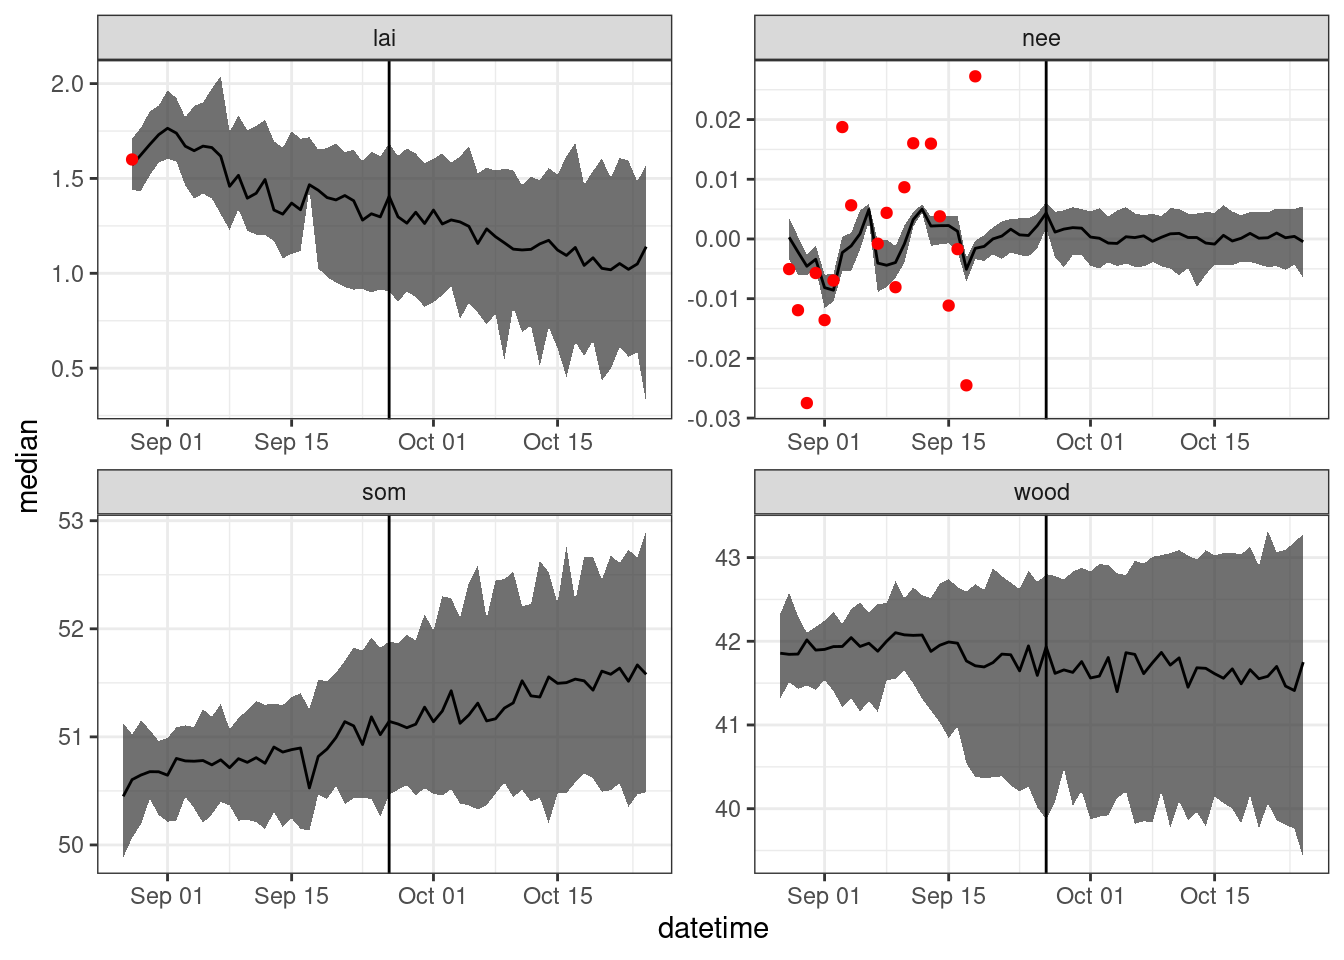 lai
nee
2.0
1.5
1.0
0.5
0.02
0.01
0.00
-0.01
-0.02
-0.03
Sep 01 Sep 15 Oct 01 Oct 15
Sep 01 Sep 15 Oct 01 Oct 15
median
som
wood
53
52
51
50
43
42
41
40
Sep 01 Sep 15 Oct 01 Oct 15
Sep 01 Sep 15 Oct 01 Oct 15
datetime